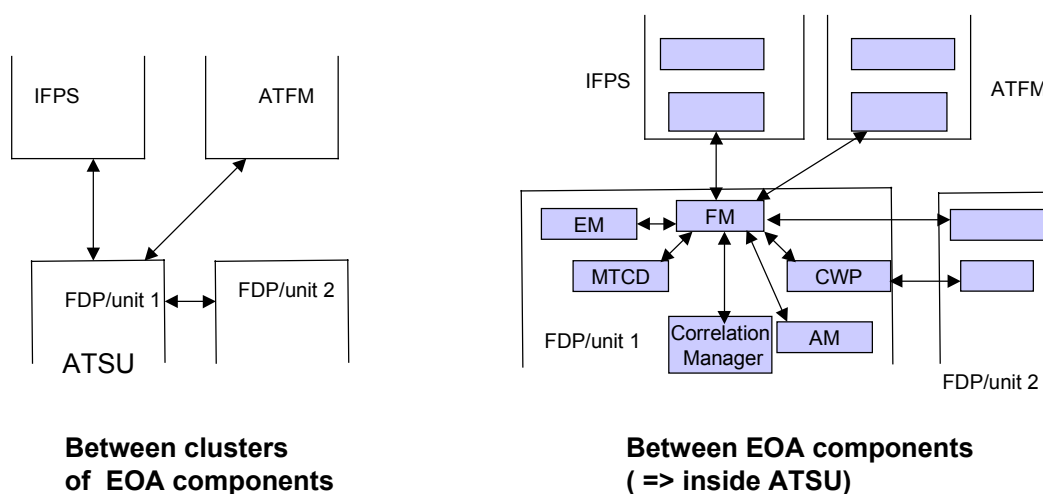 IFPS
ATFM
FDP/unit 1
FDP/unit 2
ATSU
Between clusters
of EOA components
IFPS
ATFM
EM
FM
MTCD
CWP
FDP/unit 1
Correlation
Manager
AM
FDP/unit 2
Between EOA components
( => inside ATSU)